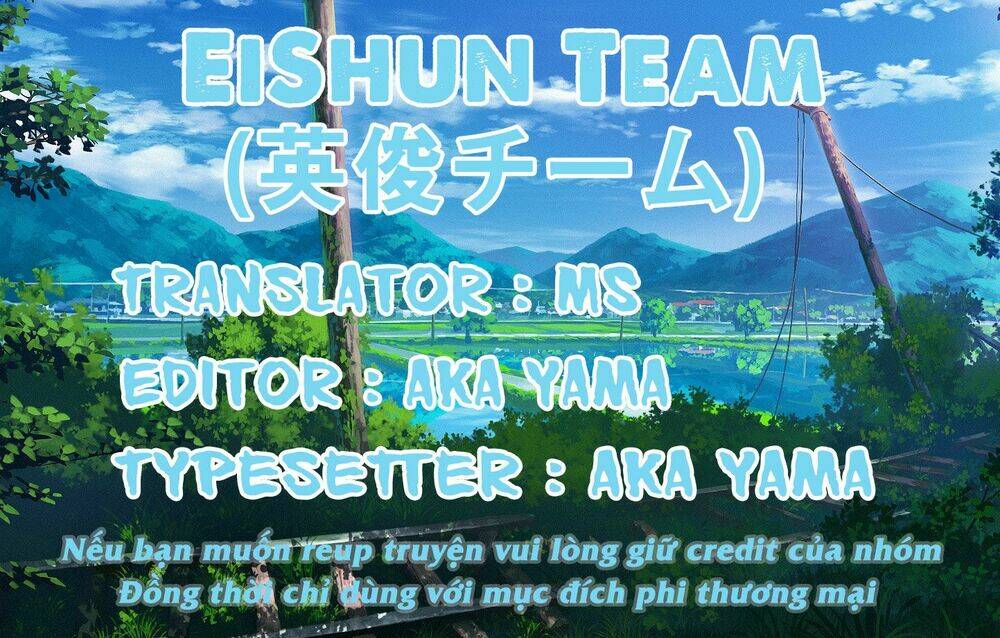 EiShun Team
(英俊チーム)
Translator : MS
Editor : Aka Yama
Typesetter : Aka Yama
Nếu bạn muốn reup truyện vui lòng giữ credit của nhóm
Đồng thời chỉ dùng với mục đích phi thương mại